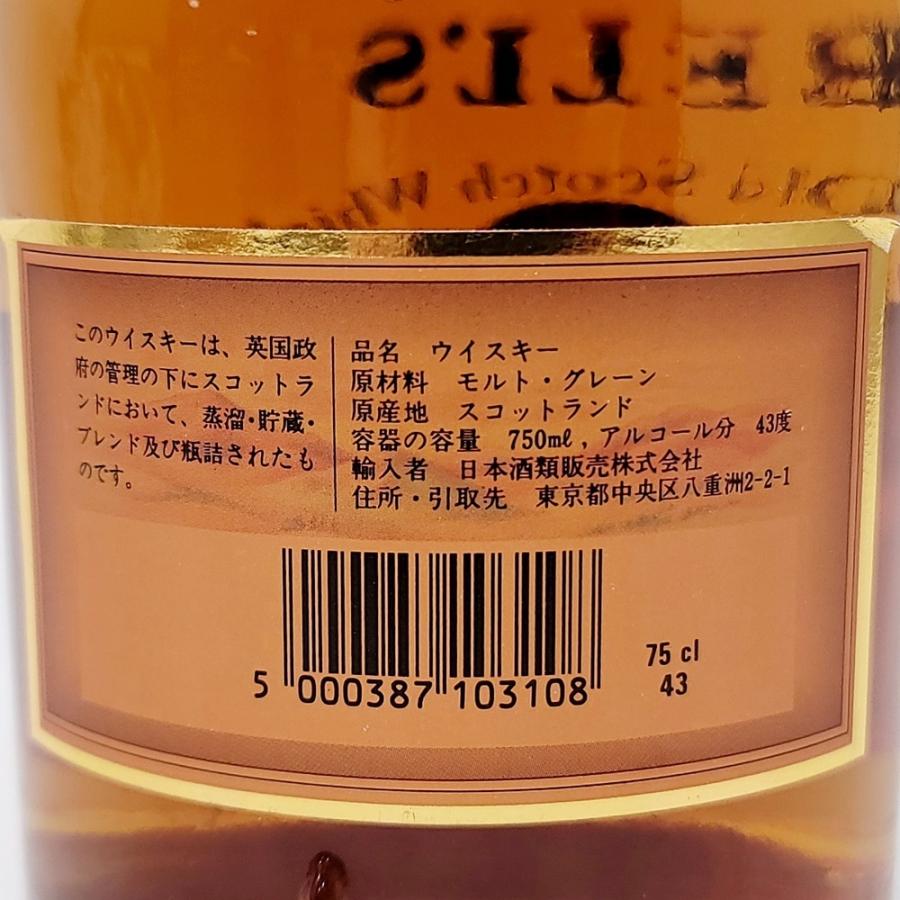 RELL'S
Scotch Whis
このウイスキーは、英国政
府の管理の下にスコットラ
ンドにおいて、蒸溜・貯蔵・
ブレンド及び瓶詰されたも
のです。
品名 ウイスキー
原材料 モルト・グレーン
原産地 スコットランド
容器の容量 750mℓ, アルコール分 43度
輸入者 日本酒類販売株式会社
住所・引取先 東京都中央区八重洲2-2-1
5 000387 103108
75 cl
43